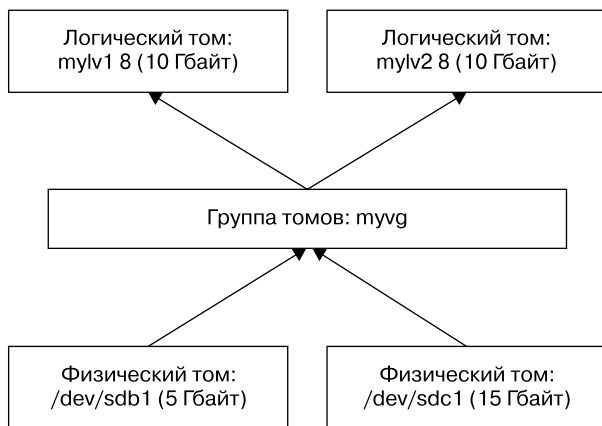 Логический том:
mylv1 8 (10 Гбайт)
Логический том:
mylv2 8 (10 Гбайт)
Группа томов: myvg
Физический том:
/dev/sdb1 (5 Гбайт)
Физический том:
/dev/sdc1 (15 Гбайт)